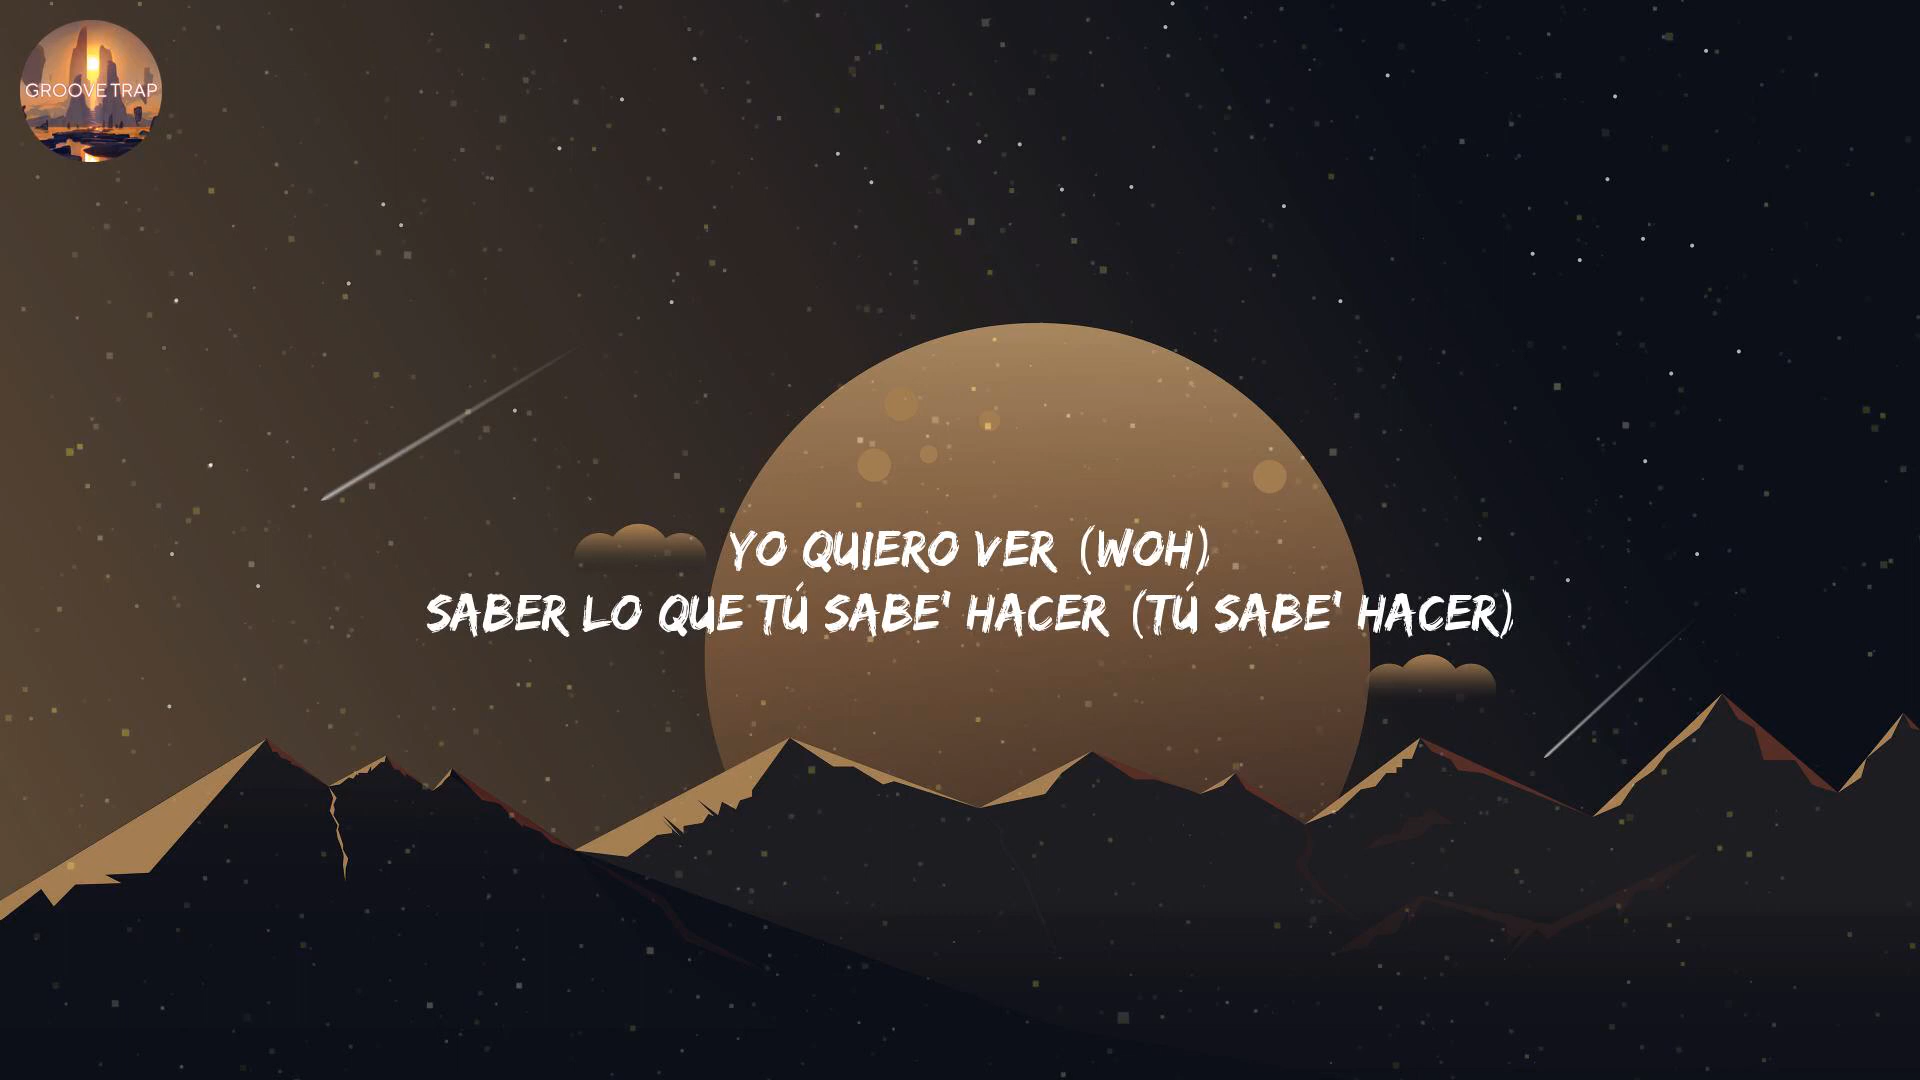 GROOVE TRAP
YO QUIERO VER (WOH)
SABER LO QUE TÚ SABE' HACER (TÚ SABE' HACER)